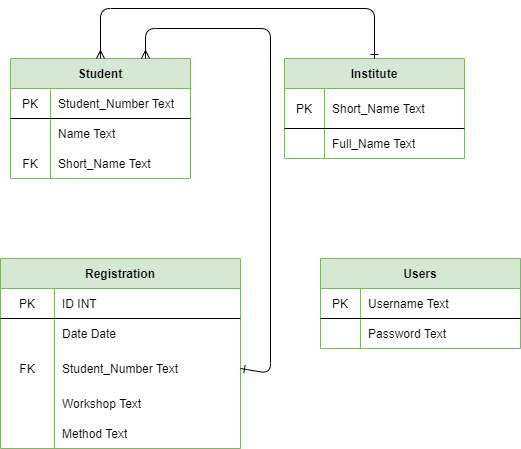 Student
PK Student_Number Text
Name Text
FK Short_Name Text
Institute
PK Short_Name Text
Full_Name Text
Registration
PK ID INT
Date Date
FK Student_Number Text
Workshop Text
Method Text
Users
PK Username Text
Password Text